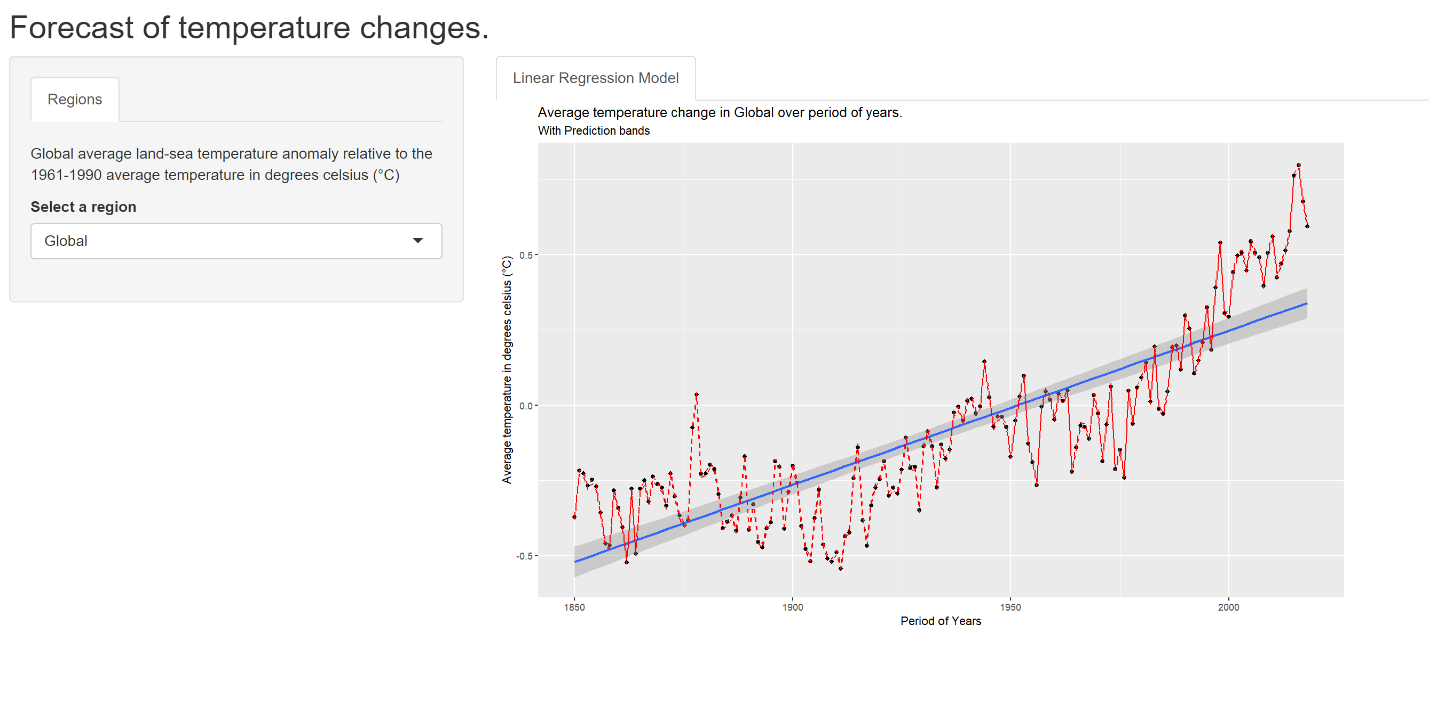 Forecast of temperature changes.
Regions
Global average land-sea temperature anomaly relative to the
1961-1990 average temperature in degrees celsius (°C)
Select a region
Global
Linear Regression Model
Average temperature change in Global over period of years.
With Prediction bands
Average temperature in degrees celsius (°C)
0.5
0.0
-0.5
1850
1900
1950
2000
Period of Years